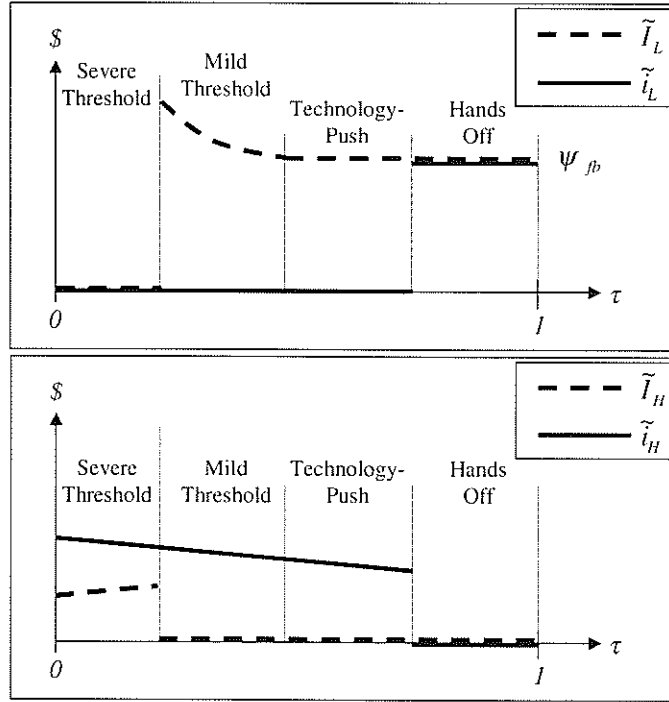 $
Severe
Threshold
Mild
Threshold
Technology-
Push
Hands
Off
Ĩ_L
ĩ_L
ψ_fb
0
1
τ
$
Severe
Threshold
Mild
Threshold
Technology-
Push
Hands
Off
Ĩ_H
ĩ_H
0
1
τ